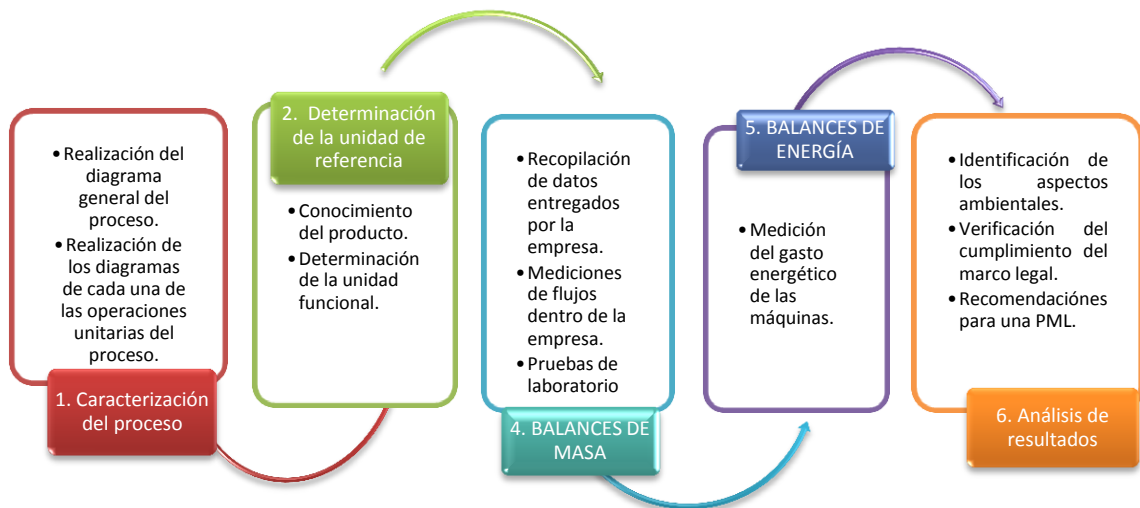 • Realización del
diagrama
general del
proceso.
• Realización de
los diagramas
de cada una de
las operaciones
unitarias del
proceso.
1. Caracterización
del proceso
2. Determinación
de la unidad de
referencia
• Conocimiento
del producto.
• Determinación
de la unidad
funcional.
• Recopilación
de datos
entregados
por la
empresa.
• Mediciones
de flujos
dentro de la
empresa.
• Pruebas de
laboratorio
4. BALANCES DE
MASA
5. BALANCES DE
ENERGÍA
• Medición
del gasto
energético
de las
máquinas.
• Identificación de
los aspectos
ambientales.
• Verificación del
cumplimiento del
marco legal.
• Recomendaciónes
para una PML.
6. Análisis de
resultados